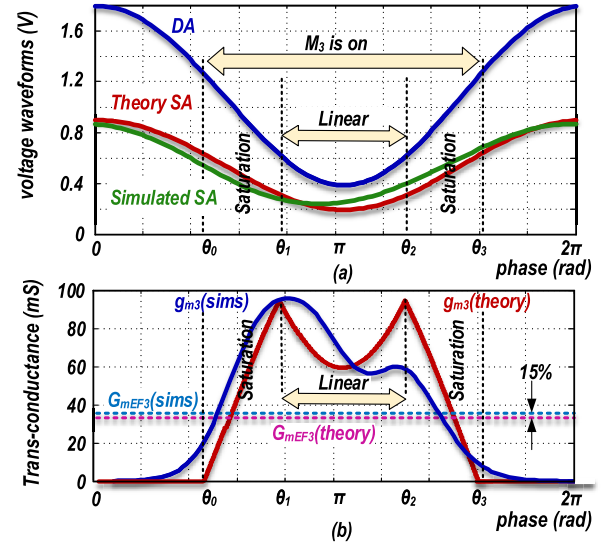 voltage waveforms (V)
1.6
1.2
0.8
0.4
0
DA
M3 is on
Theory SA
Linear
Simulated SA
Saturation
Saturation
0
θ0
θ1
π
θ2
θ3
2π
(a)
phase (rad)
Trans-conductance (mS)
100
80
60
40
20
0
gm3(sims)
gm3(theory)
Saturation
Saturation
Linear
15%
GmEF3(sims)
GmEF3(theory)
0
θ0
θ1
π
θ2
θ3
2π
(b)
phase (rad)